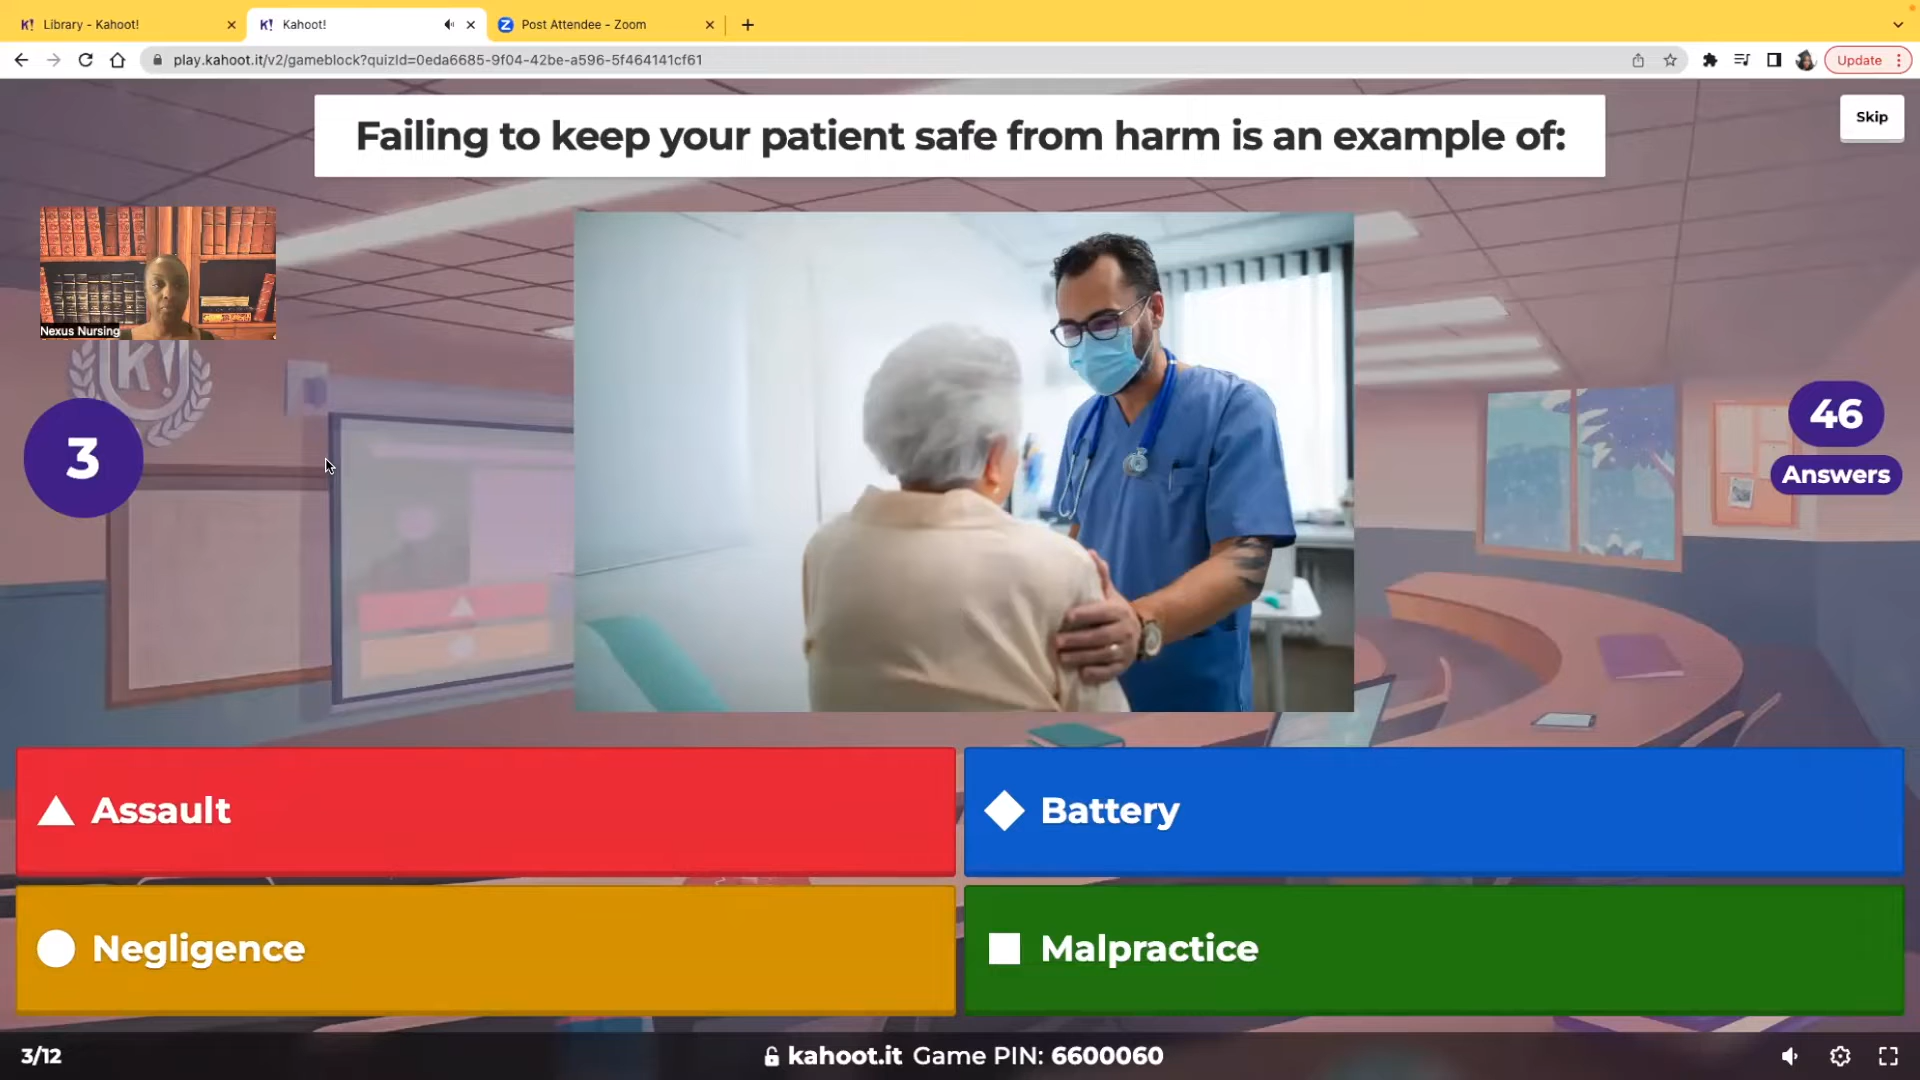 Library - Kahoot!
Kahoot!
Post Attendee - Zoom
play.kahoot.it/v2/gameblock?quizId=0eda6685-9f04-42be-a596-5f464141cf61
Update
Failing to keep your patient safe from harm is an example of:
Skip
Nexus Nursing
K!
3
46
Answers
Assault
Battery
Negligence
Malpractice
3/12
kahoot.it Game PIN: 6600060